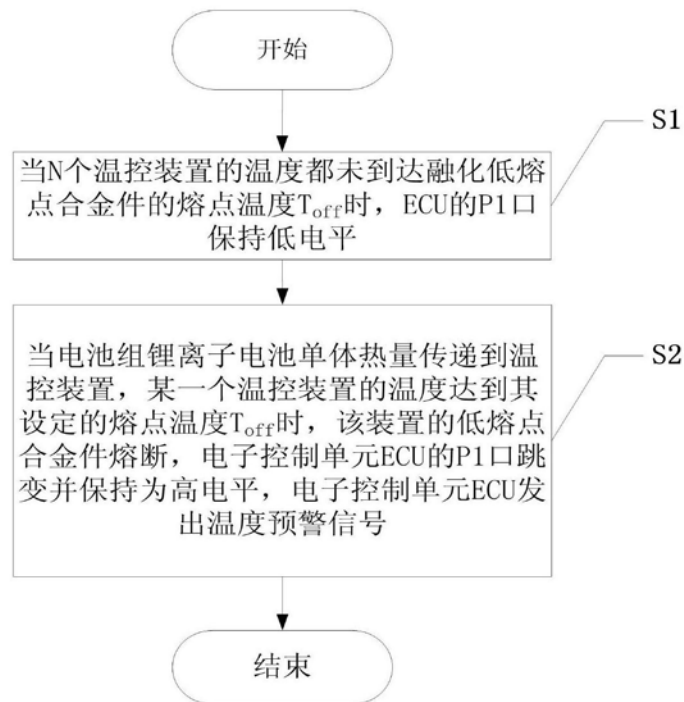 开始
S1
当N个温控装置的温度都未到达融化低熔
点合金件的熔点温度Toff时，ECU的P1口
保持低电平
S2
当电池组锂离子电池单体热量传递到温
控装置，某一个温控装置的温度达到其
设定的熔点温度Toff时，该装置的低熔点
合金件熔断，电子控制单元ECU的P1口跳
变并保持为高电平，电子控制单元ECU发
出温度预警信号
结束